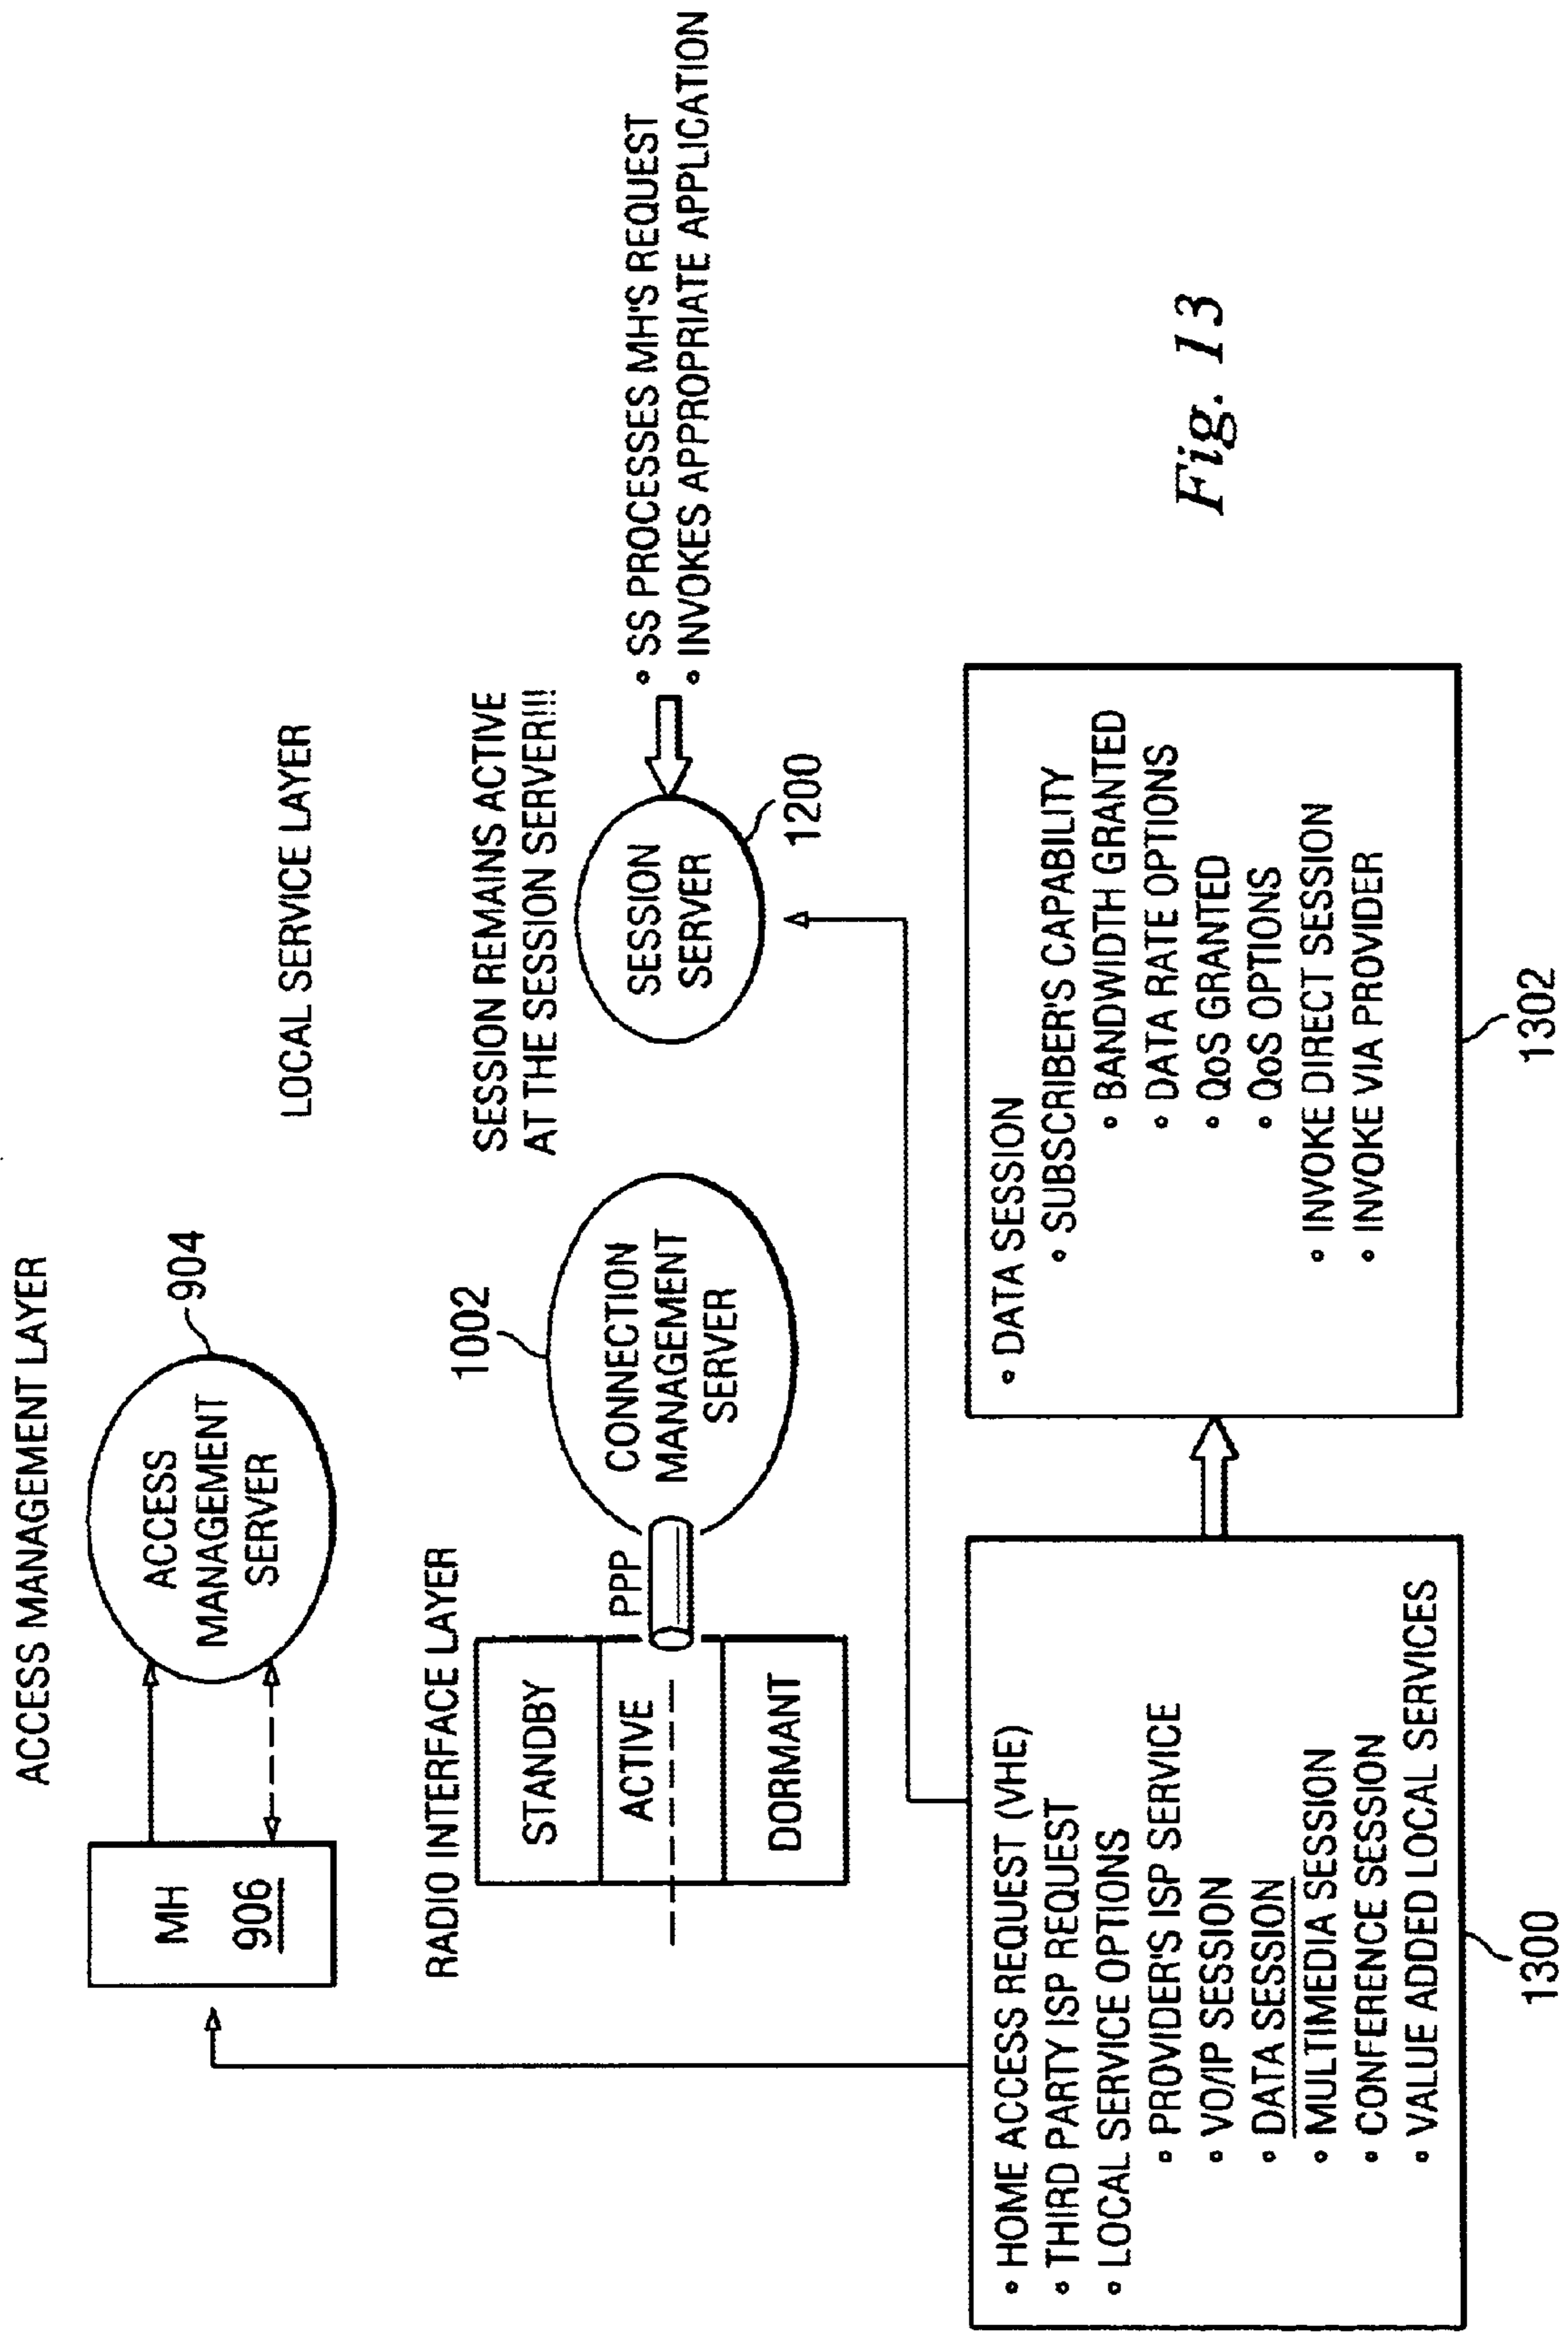 ACCESS MANAGEMENT LAYER
MH
906
ACCESS
MANAGEMENT
SERVER
904
LOCAL SERVICE LAYER
RADIO INTERFACE LAYER
STANDBY
ACTIVE
DORMANT
PPP
1002
CONNECTION
MANAGEMENT
SERVER
SESSION REMAINS ACTIVE
AT THE SESSION SERVER!!!
SESSION
SERVER
1200
• SS PROCESSES MH'S REQUEST
• INVOKES APPROPRIATE APPLICATION
• HOME ACCESS REQUEST (VHE)
• THIRD PARTY ISP REQUEST
• LOCAL SERVICE OPTIONS
• PROVIDER'S ISP SERVICE
• VO/IP SESSION
• DATA SESSION
• MULTIMEDIA SESSION
• CONFERENCE SESSION
• VALUE ADDED LOCAL SERVICES
1300
• DATA SESSION
• SUBSCRIBER'S CAPABILITY
• BANDWIDTH GRANTED
• DATA RATE OPTIONS
• QoS GRANTED
• QoS OPTIONS
• INVOKE DIRECT SESSION
• INVOKE VIA PROVIDER
1302
Fig. 13